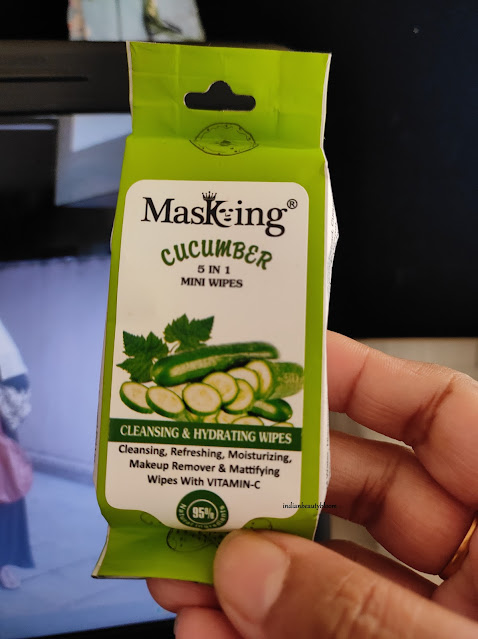 MasKing®
CUCUMBER
5 IN 1
MINI WIPES
CLEANSING & HYDRATING WIPES
Cleansing, Refreshing, Moisturizing,
Makeup Remover & Mattifying
Wipes With VITAMIN-C
95%